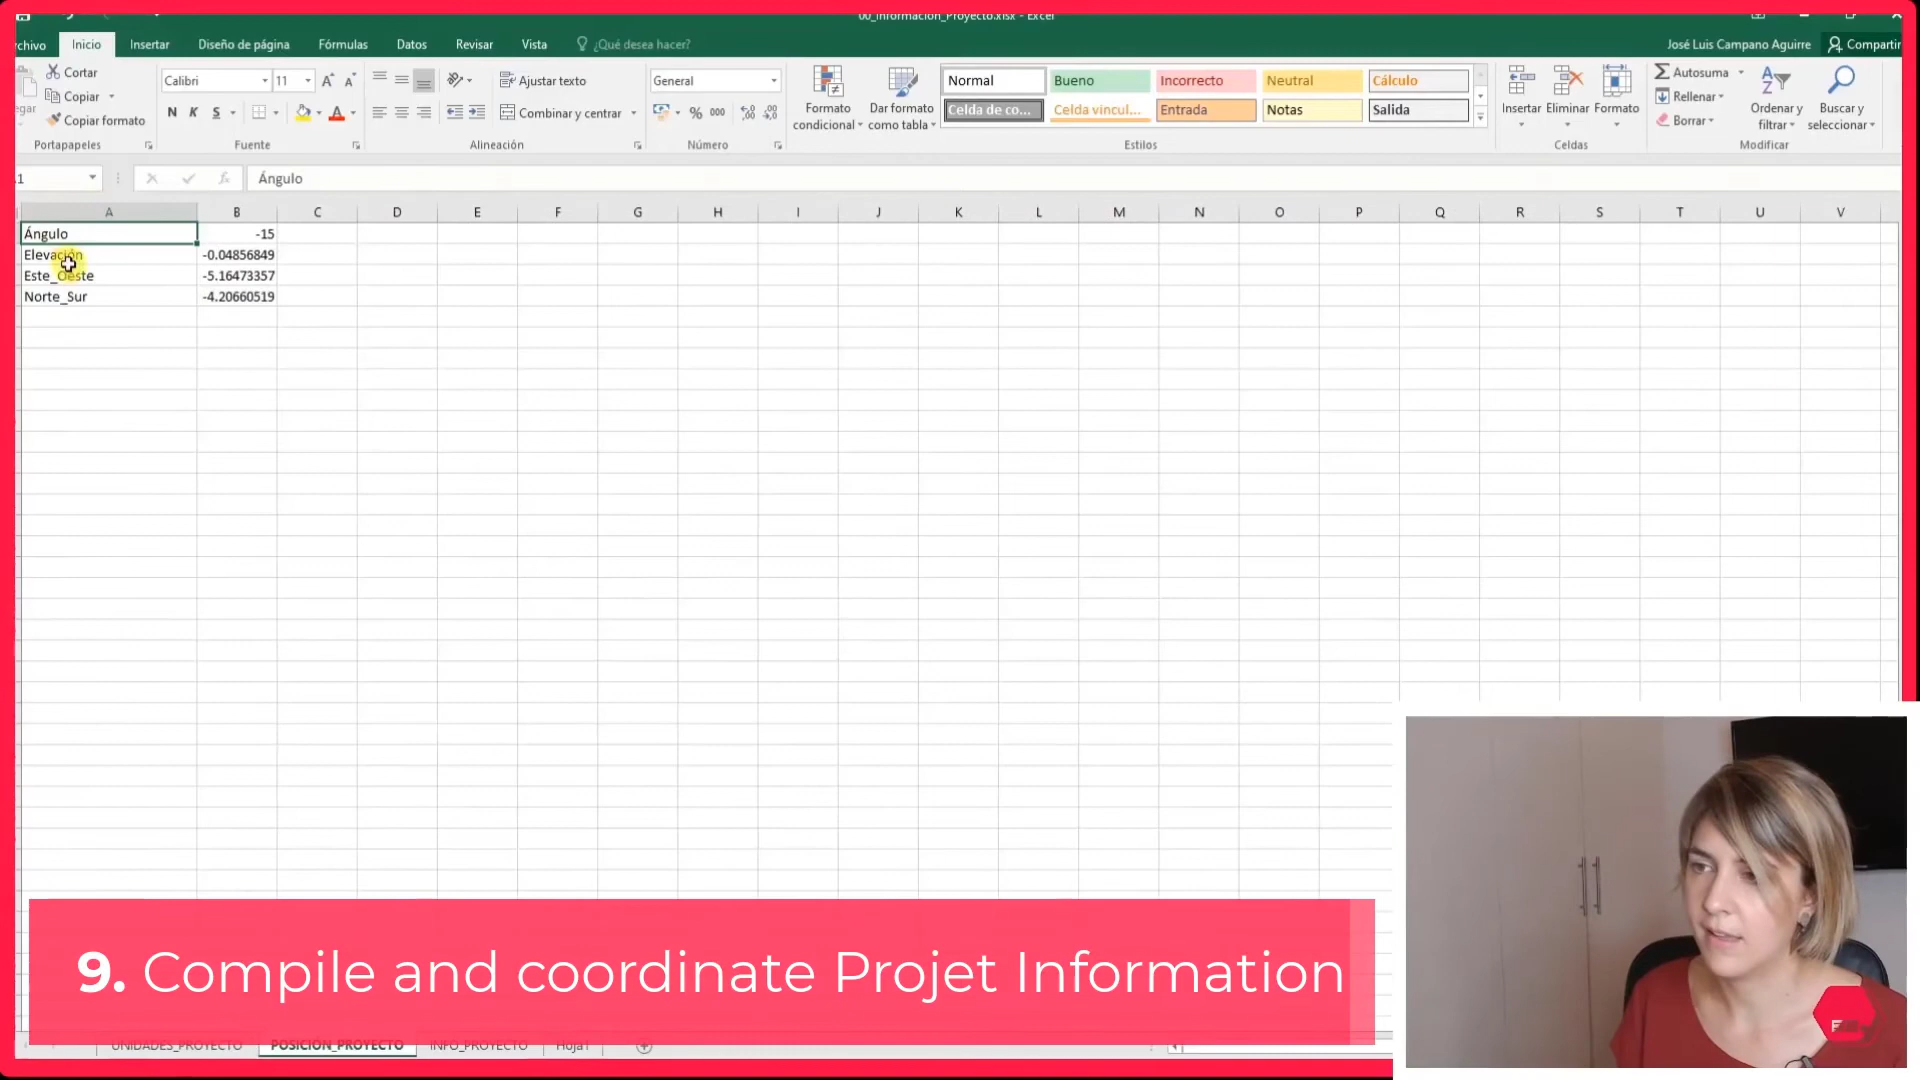 00_Información_Proyecto.xlsx - Excel
Inicio Insertar Diseño de página Fórmulas Datos Revisar Vista ¿Qué desea hacer? José Luis Campano Aguirre Compartir
Cortar
Copiar
Copiar formato
Portapapeles
Calibri 11
N K S
Fuente
Ajustar texto
Combinar y centrar
Alineación
General
% 000
Número
Formato condicional
Dar formato como tabla
Normal Bueno Incorrecto Neutral Cálculo
Celda de co... Celda vincul... Entrada Notas Salida
Estilos
Insertar Eliminar Formato
Celdas
Autosuma
Rellenar
Borrar
Ordenar y filtrar
Buscar y seleccionar
Modificar
fx Ángulo
A B C D E F G H I J K L M N O P Q R S T U V
Ángulo -15
Elevación -0.04856849
Este_Oeste -5.16473357
Norte_Sur -4.20660519
9. Compile and coordinate Projet Information
UNIDADES_PROYECTO POSICIÓN_PROYECTO INFO_PROYECTO Hoja1